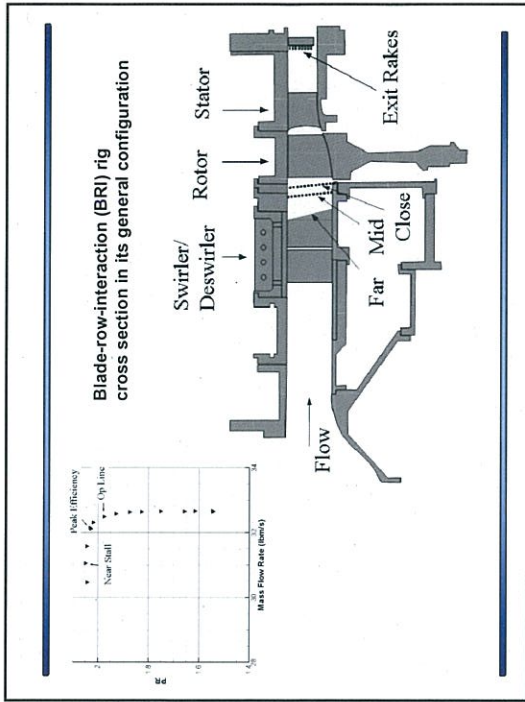 Blade-row-interaction (BRI) rig
cross section in its general configuration
Peak Efficiency
Op Line
Near Stall
PR
2
1.8
1.6
1.4
28
30
32
34
Mass Flow Rate (lbm/s)
Swirler/
Deswirler
Rotor
Stator
Flow
Far
Mid
Close
Exit Rakes